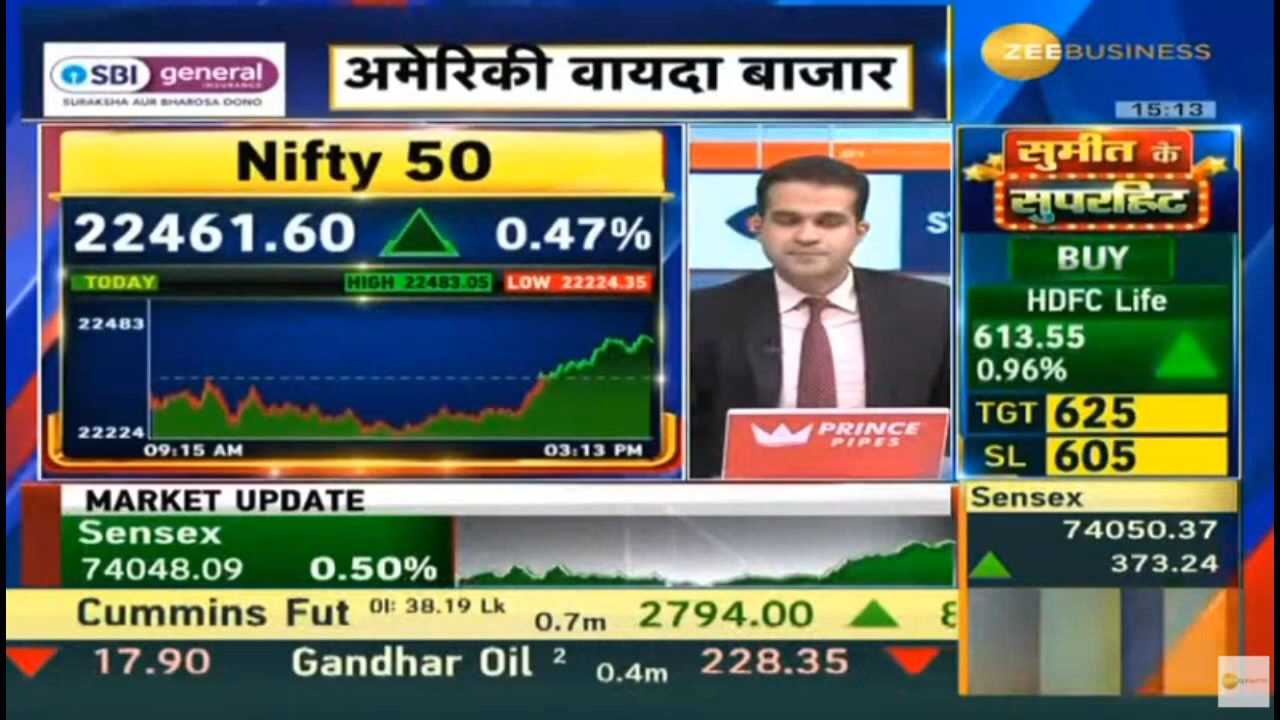 SBI general
INSURANCE
SURAKSHA AUR BHAROSA DONO
अमेरिकी वायदा बाजार
ZEEBUSINESS
15:13
Nifty 50
22461.60 0.47%
TODAY HIGH 22483.05 LOW 22224.35
22483
22224
09:15 AM 03:13 PM
PRINCE
PIPES
सुमीत के
सुपरहिट
BUY
HDFC Life
613.55
0.96%
TGT 625
SL 605
MARKET UPDATE
Sensex
74048.09 0.50%
Sensex
74050.37
373.24
Cummins Fut OI: 38.19 Lk 0.7m 2794.00
17.90 Gandhar Oil 2 0.4m 228.35